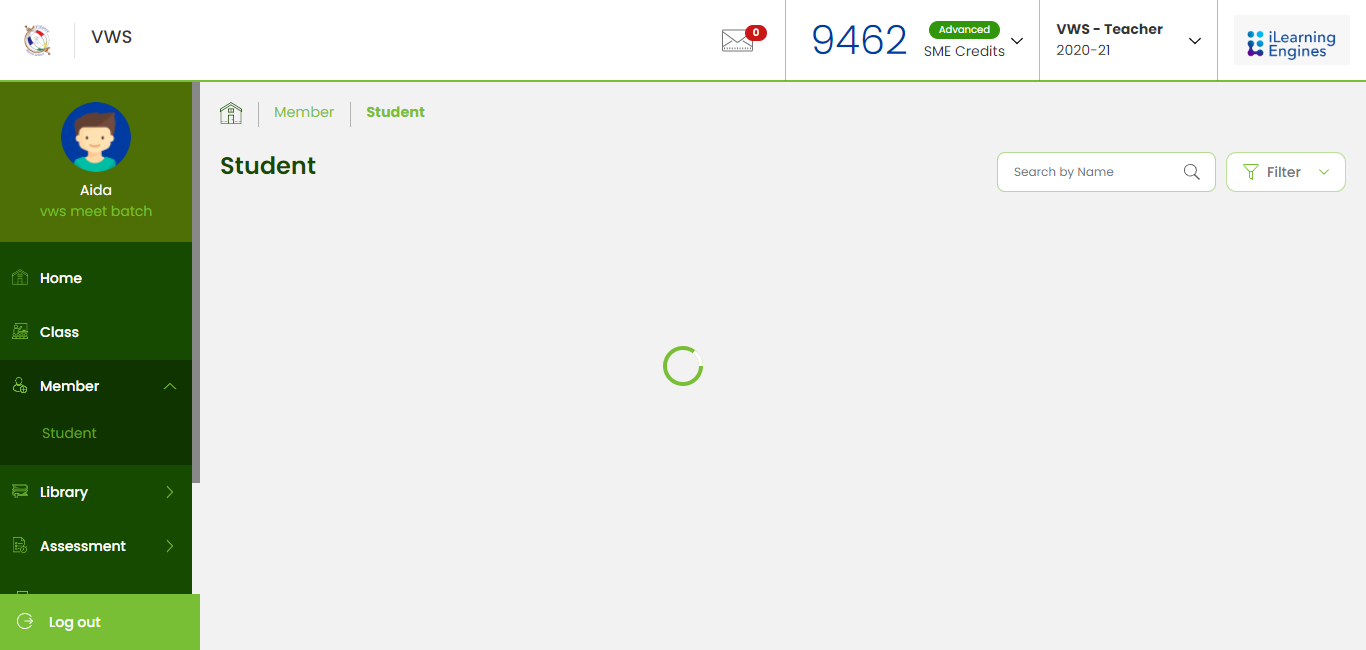 VWS
0
9462
Advanced
SME Credits
VWS - Teacher
2020-21
iLearning
Engines
Aida
vws meet batch
Home
Class
Member
Student
Library
Assessment
Log out
Member
Student
Student
Search by Name
Filter